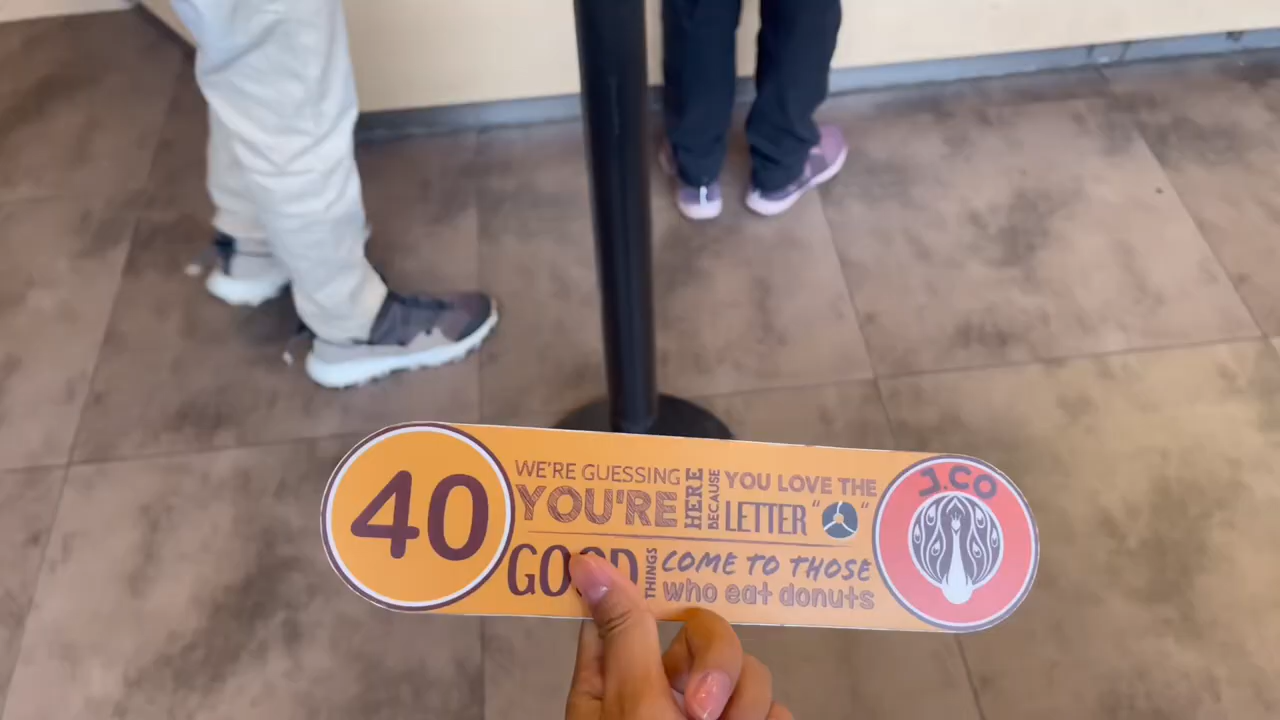 40
WE'RE GUESSING
YOU'RE
HERE
BECAUSE
YOU LOVE THE
LETTER " "
GOOD
THINGS
COME TO THOSE
who eat donuts
J.CO